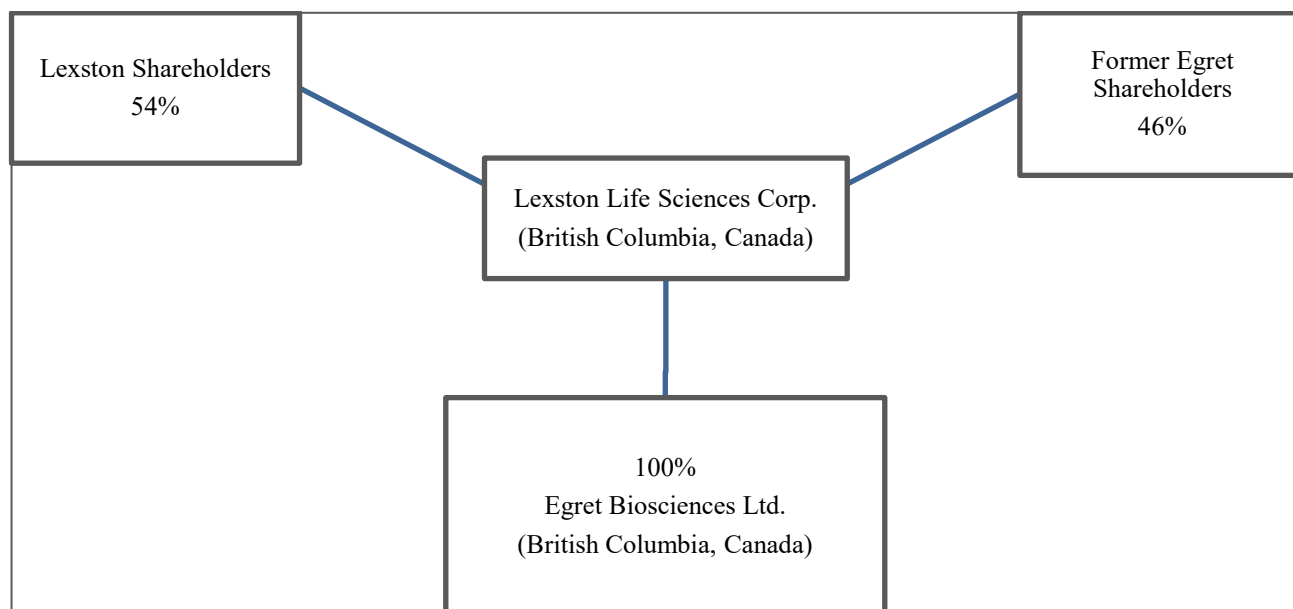 Lexston Shareholders
54%
Former Egret
Shareholders
46%
Lexston Life Sciences Corp.
(British Columbia, Canada)
100%
Egret Biosciences Ltd.
(British Columbia, Canada)